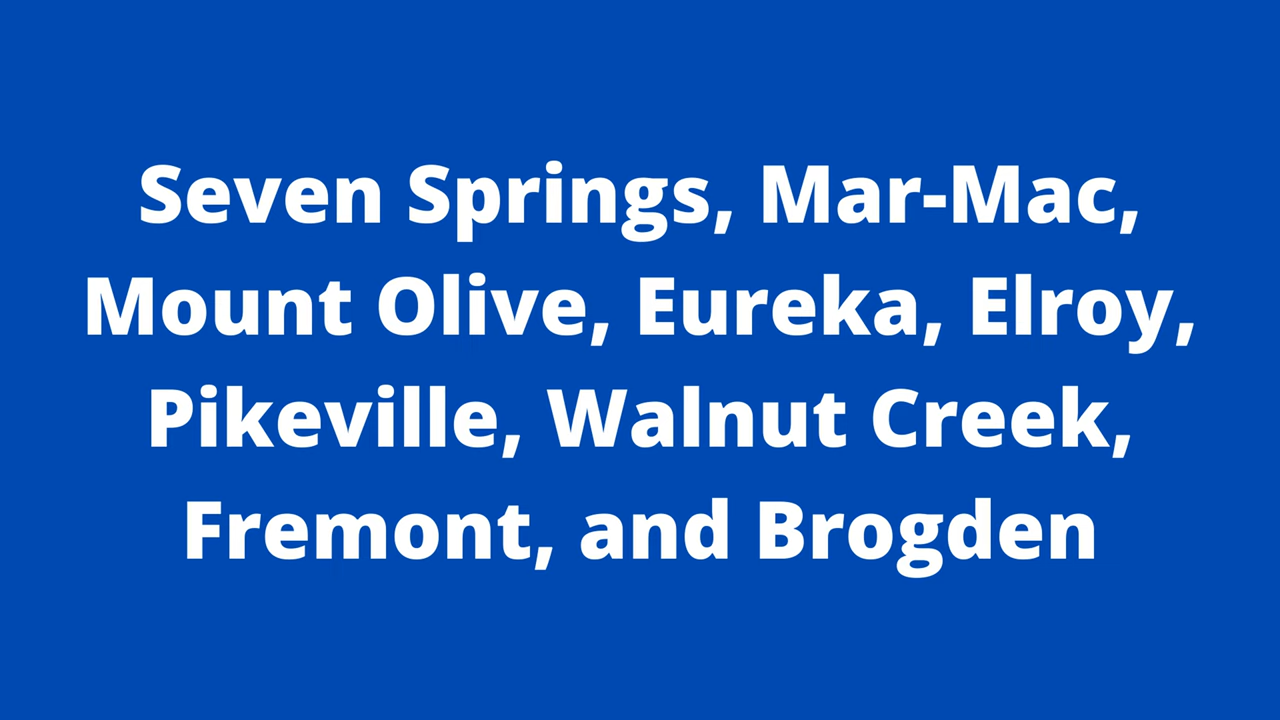 Seven Springs, Mar-Mac,
Mount Olive, Eureka, Elroy,
Pikeville, Walnut Creek,
Fremont, and Brogden